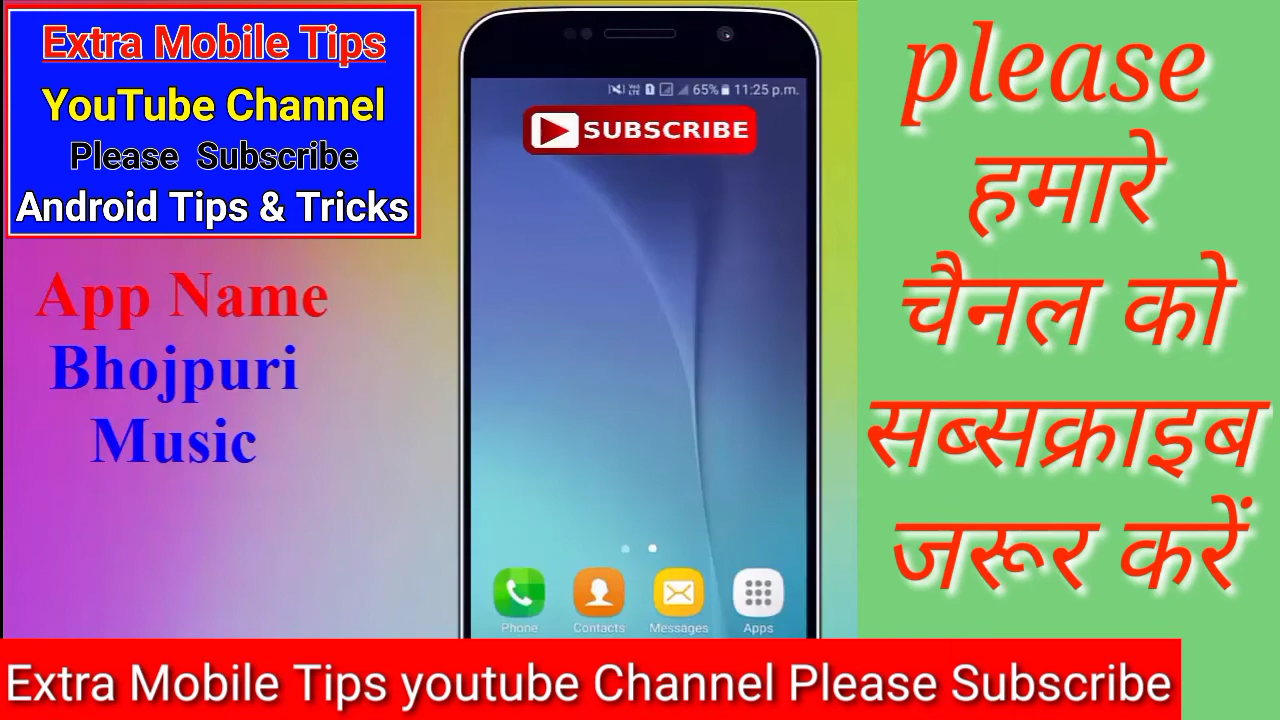 Extra Mobile Tips
YouTube Channel
Please Subscribe
Android Tips & Tricks
App Name
Bhojpuri
Music
65% 11:25 p.m.
SUBSCRIBE
Phone Contacts Messages Apps
please
हमारे
चैनल को
सब्सक्राइब
जरूर करें
Extra Mobile Tips youtube Channel Please Subscribe